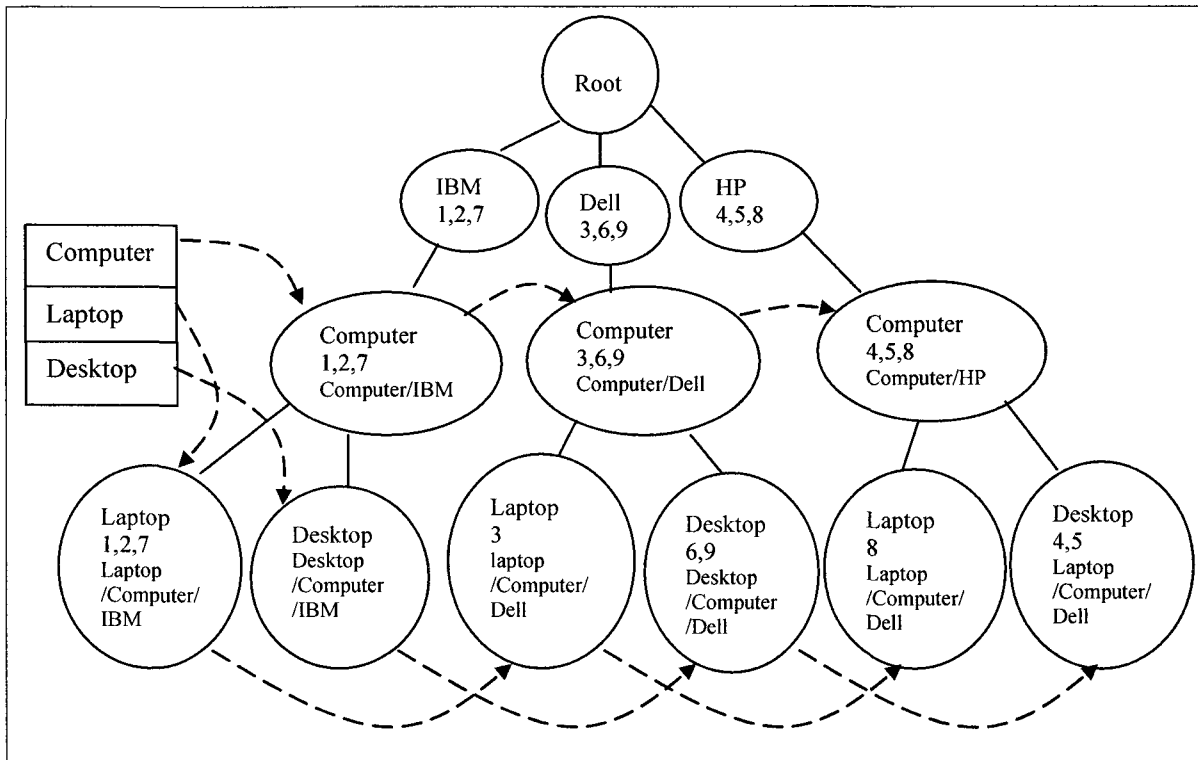 Root
IBM
1,2,7
Dell
3,6,9
HP
4,5,8
Computer
Laptop
Desktop
Computer
1,2,7
Computer/IBM
Computer
3,6,9
Computer/Dell
Computer
4,5,8
Computer/HP
Laptop
1,2,7
Laptop
/Computer/
IBM
Desktop
Desktop
/Computer
/IBM
Laptop
3
laptop
/Computer/
Dell
Desktop
6,9
Desktop
/Computer
/Dell
Laptop
8
Laptop
/Computer/
Dell
Desktop
4,5
Laptop
/Computer/
Dell